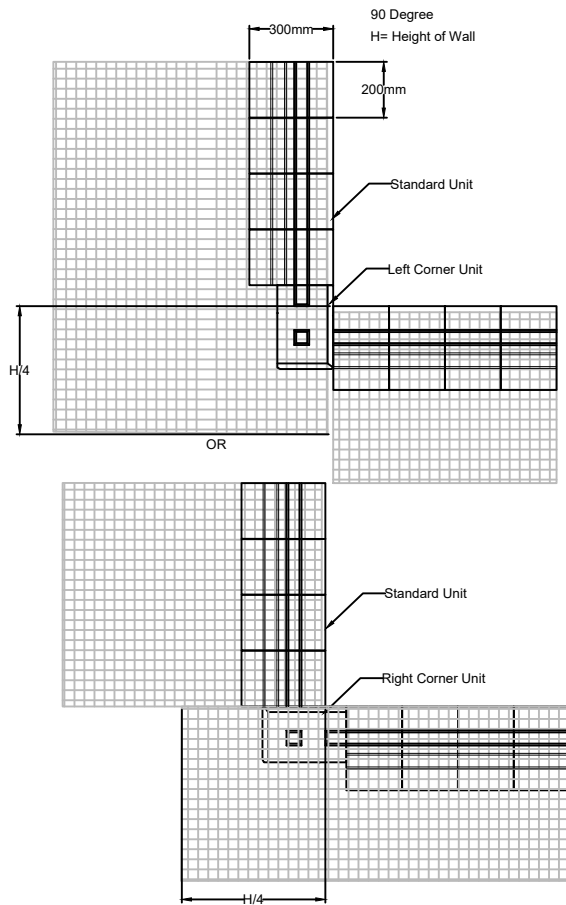 90 Degree
300mm
H= Height of Wall
200mm
Standard Unit
Left Corner Unit
H/4
OR
Standard Unit
Right Corner Unit
H/4